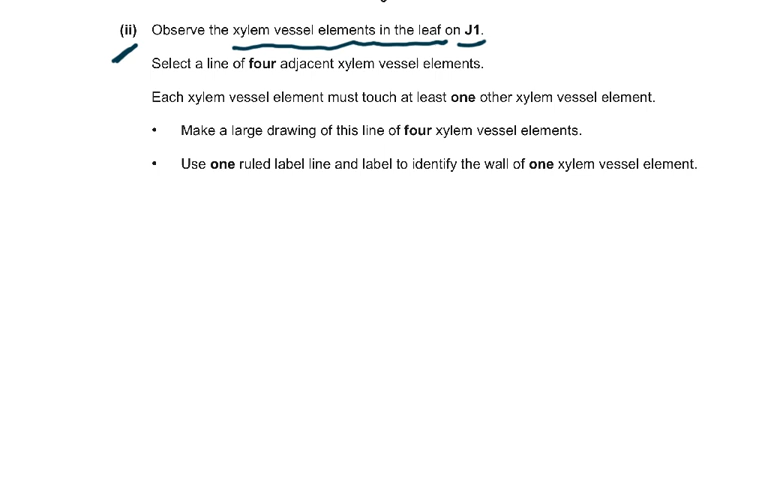 (ii) Observe the xylem vessel elements in the leaf on J1.
Select a line of four adjacent xylem vessel elements.
Each xylem vessel element must touch at least one other xylem vessel element.
• Make a large drawing of this line of four xylem vessel elements.
• Use one ruled label line and label to identify the wall of one xylem vessel element.